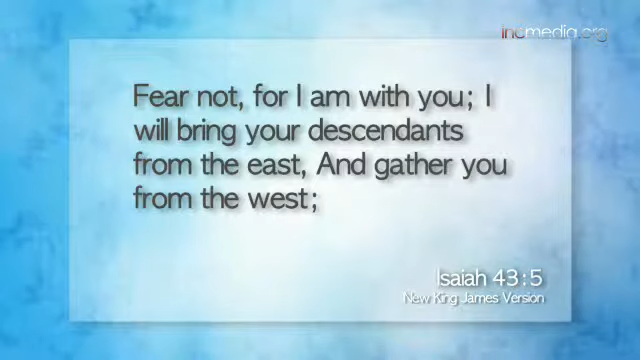 incmedia.org
Fear not, for I am with you; I
will bring your descendants
from the east, And gather you
from the west;
Isaiah 43:5
New King James Version